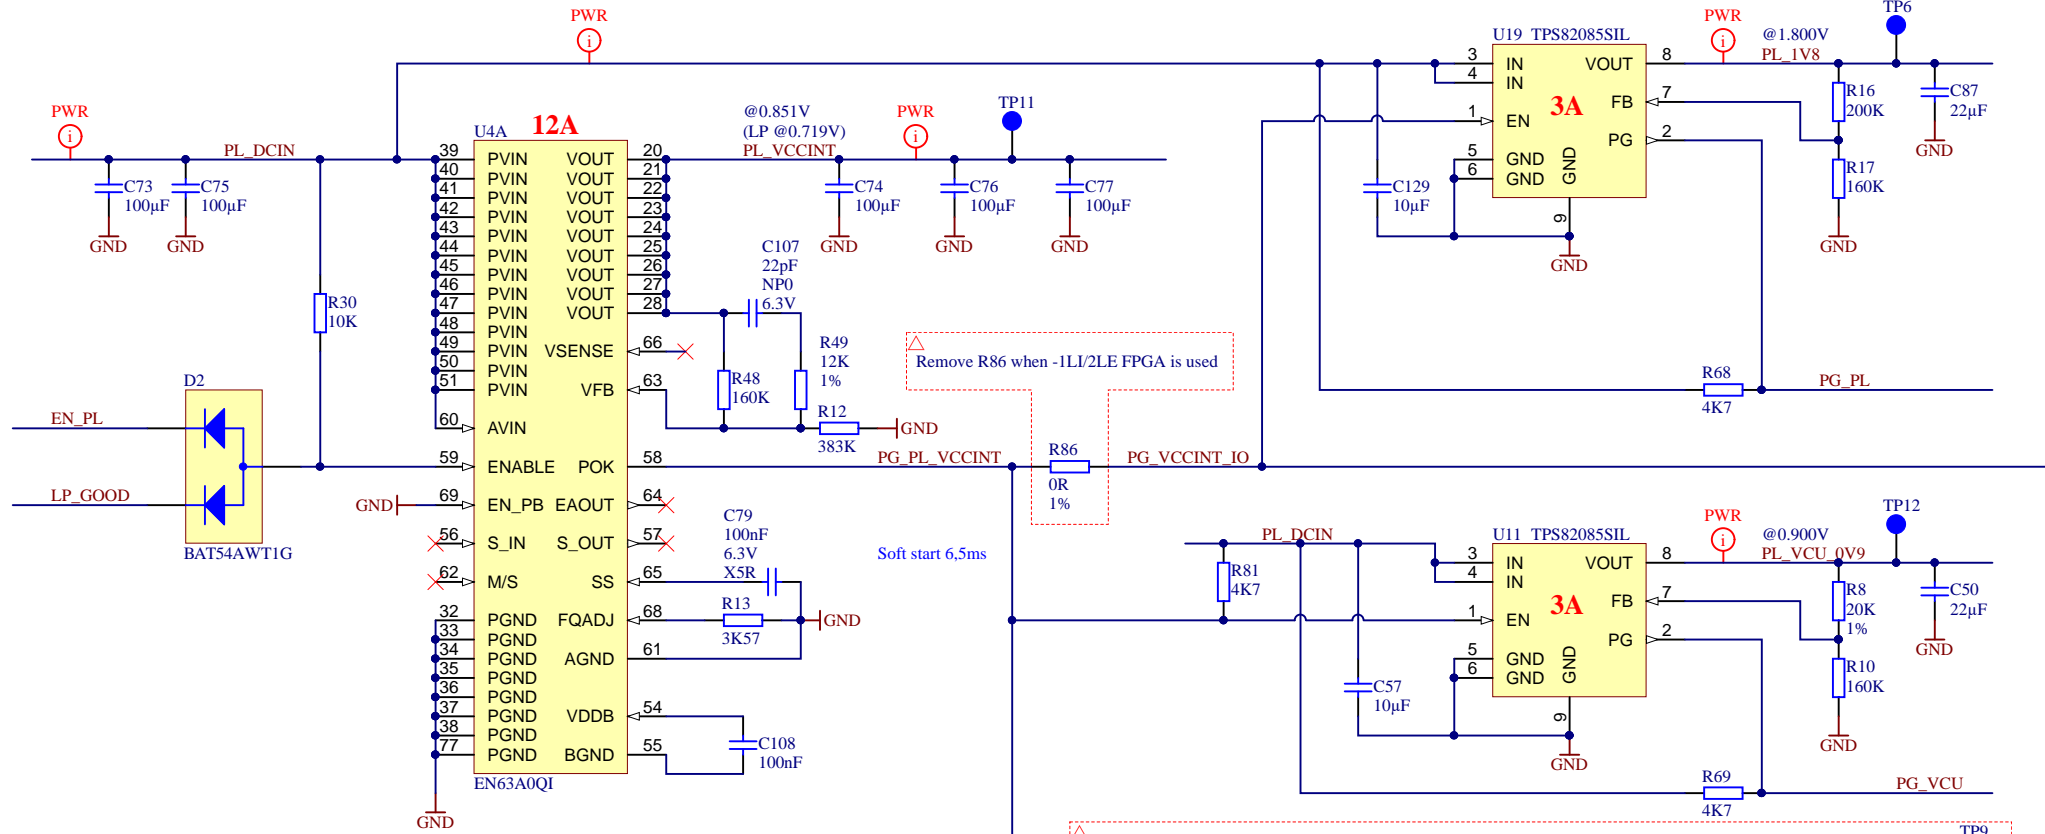 PWR
PWR
TP6
U19 TPS82085SIL
@1.800V
PL_1V8
3 IN
4 IN
1 EN
5 GND
6 GND
GND
9
3A
VOUT 8
FB 7
PG 2
R16
200K
R17
160K
GND
C87
22µF
GND
C129
10µF
GND
PWR
PL_DCIN
C73
100µF
GND
C75
100µF
GND
R30
10K
U4A
12A
39 PVIN
40 PVIN
41 PVIN
42 PVIN
43 PVIN
44 PVIN
45 PVIN
46 PVIN
47 PVIN
48 PVIN
49 PVIN
50 PVIN
51 PVIN
60 AVIN
59 ENABLE
69 EN_PB
56 S_IN
62 M/S
32 PGND
33 PGND
34 PGND
35 PGND
36 PGND
37 PGND
38 PGND
77 PGND
VOUT 20
VOUT 21
VOUT 22
VOUT 23
VOUT 24
VOUT 25
VOUT 26
VOUT 27
VOUT 28
VSENSE 66
VFB 63
POK 58
EAOUT 64
S_OUT 57
SS 65
FQADJ 68
AGND 61
VDDB 54
BGND 55
EN63A0QI
GND
GND
@0.851V
(LP @0.719V)
PL_VCCINT
PWR
TP11
C74
100µF
GND
C76
100µF
GND
C77
100µF
GND
C107
22pF
NP0
6.3V
R48
160K
R49
12K
1%
R12
383K
GND
Remove R86 when -1LI/2LE FPGA is used
PG_PL_VCCINT
R86
0R
1%
PG_VCCINT_IO
R68
4K7
PG_PL
D2
EN_PL
LP_GOOD
BAT54AWT1G
C79
100nF
6.3V
X5R
Soft start 6,5ms
R13
3K57
GND
C108
100nF
PL_DCIN
R81
4K7
C57
10µF
U11 TPS82085SIL
3 IN
4 IN
1 EN
5 GND
6 GND
GND
9
3A
VOUT 8
FB 7
PG 2
GND
PWR
@0.900V
PL_VCU_0V9
TP12
R8
20K
1%
R10
160K
GND
C50
22µF
GND
R69
4K7
PG_VCU
TP9